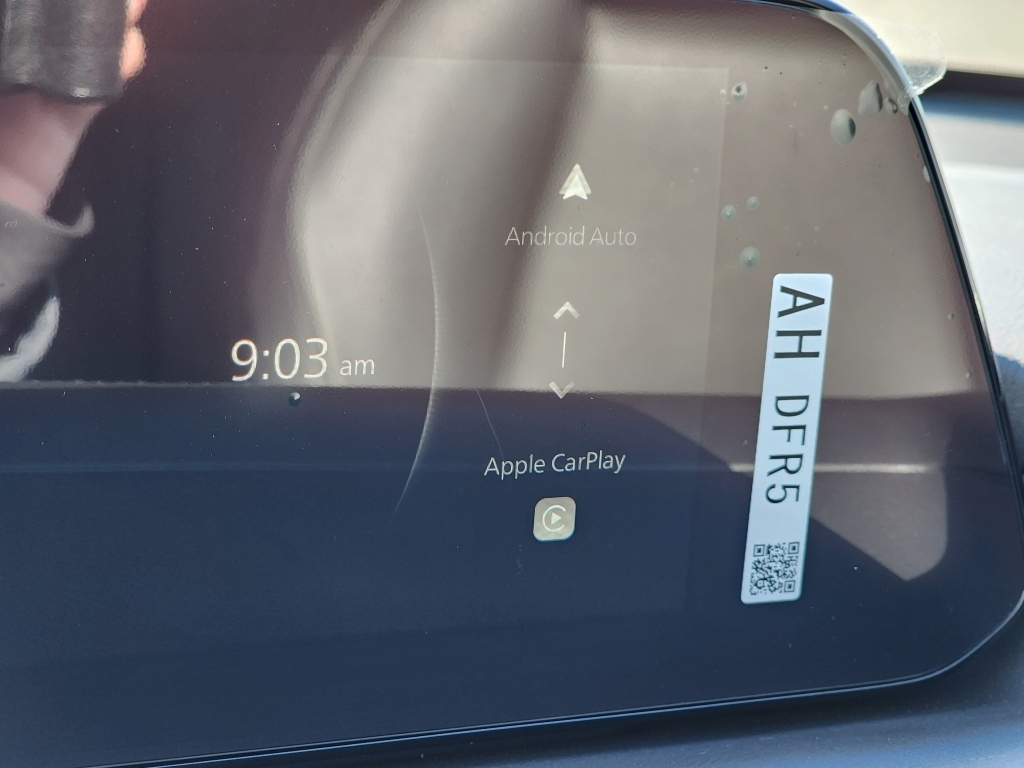 Android Auto
9:03 am
Apple CarPlay
AH DFR5